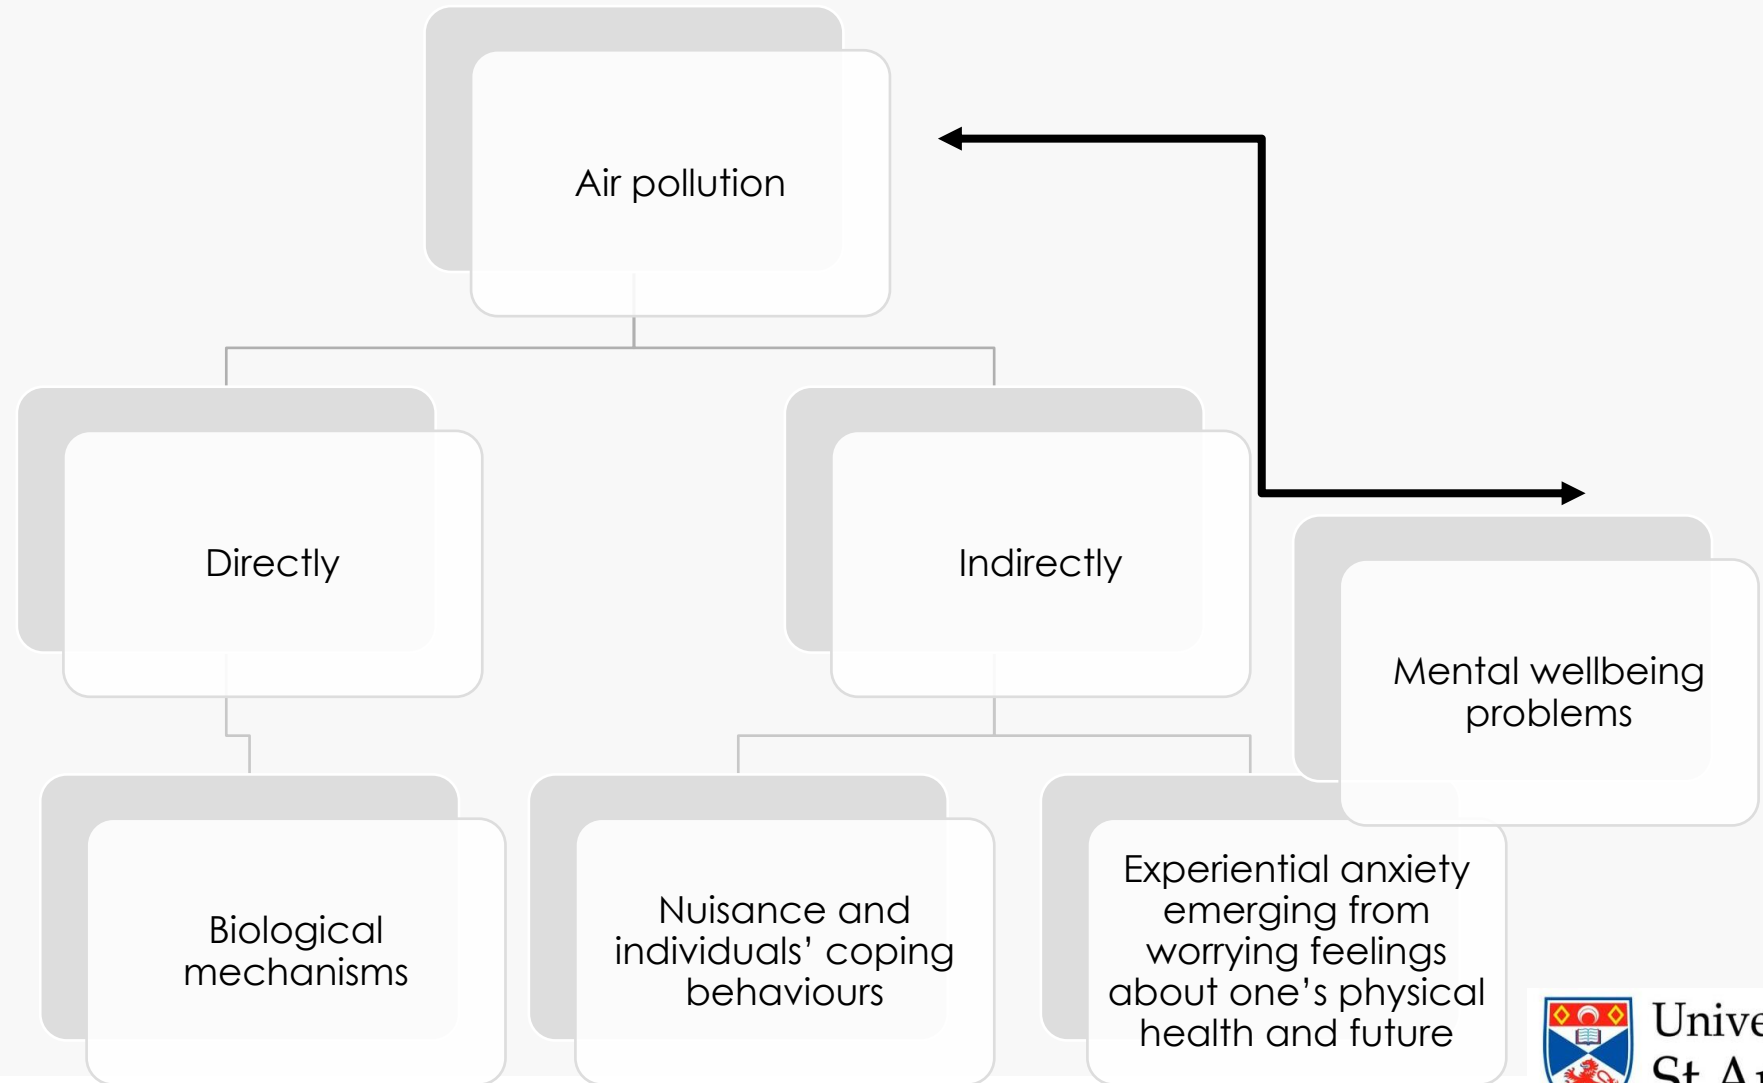 Air pollution
Directly
Indirectly
Mental wellbeing
problems
Biological
mechanisms
Nuisance and
individuals’ coping
behaviours
Experiential anxiety
emerging from
worrying feelings
about one’s physical
health and future